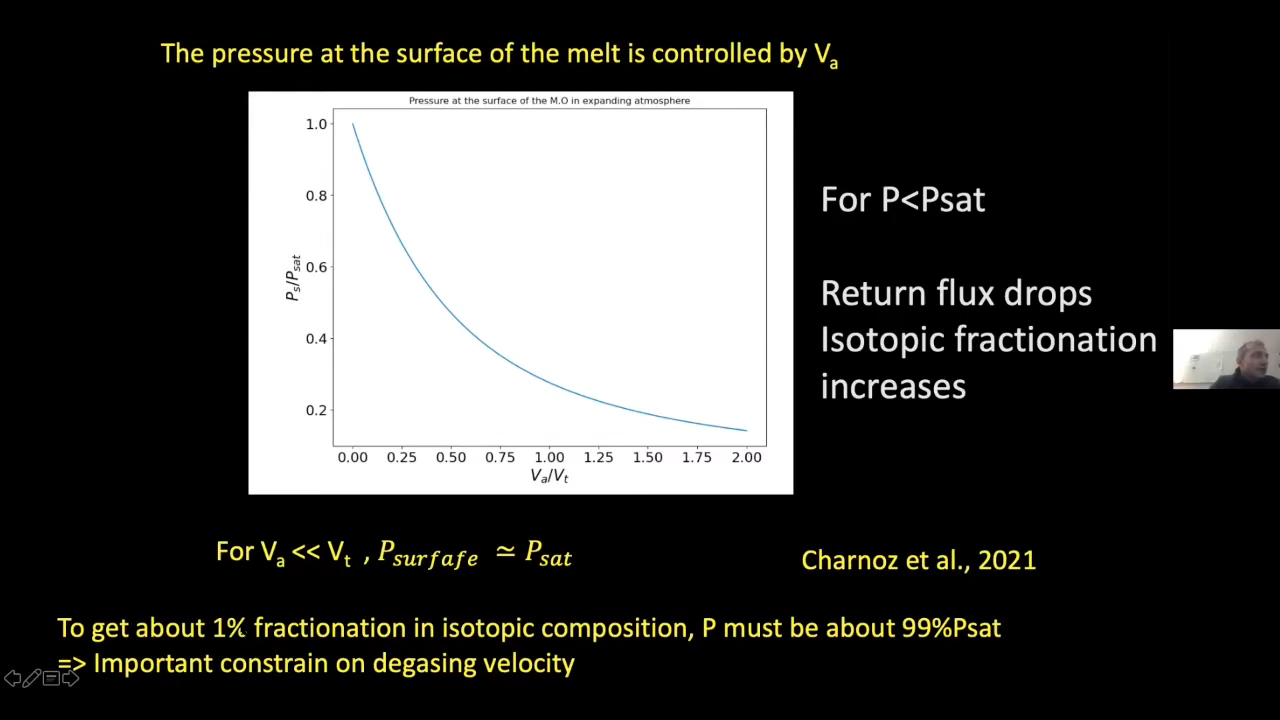 The pressure at the surface of the melt is controlled by Va
Pressure at the surface of the M.O in expanding atmosphere
1.0
0.8
0.6
0.4
0.2
Ps/Psat
0.00 0.25 0.50 0.75 1.00 1.25 1.50 1.75 2.00
Va/Vt
For P<Psat
Return flux drops
Isotopic fractionation
increases
For Va << Vt , Psurfafe ≃ Psat
Charnoz et al., 2021
To get about 1% fractionation in isotopic composition, P must be about 99%Psat
=> Important constrain on degasing velocity